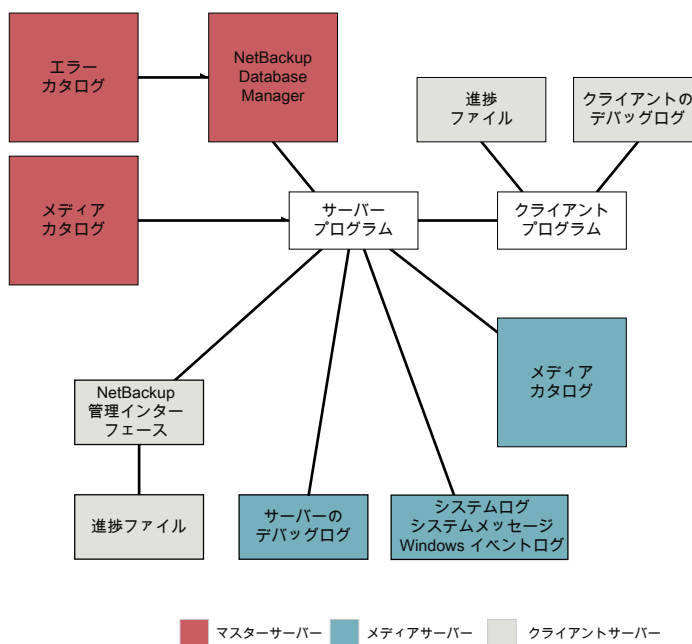 エラー
カタログ
NetBackup
Database
Manager
進捗
ファイル
クライアントの
デバッグログ
メディア
カタログ
サーバー
プログラム
クライアント
プログラム
メディア
カタログ
NetBackup
管理インター
フェース
進捗ファイル
サーバーの
デバッグログ
システムログ
システムメッセージ
Windows イベントログ
マスターサーバー
メディアサーバー
クライアントサーバー